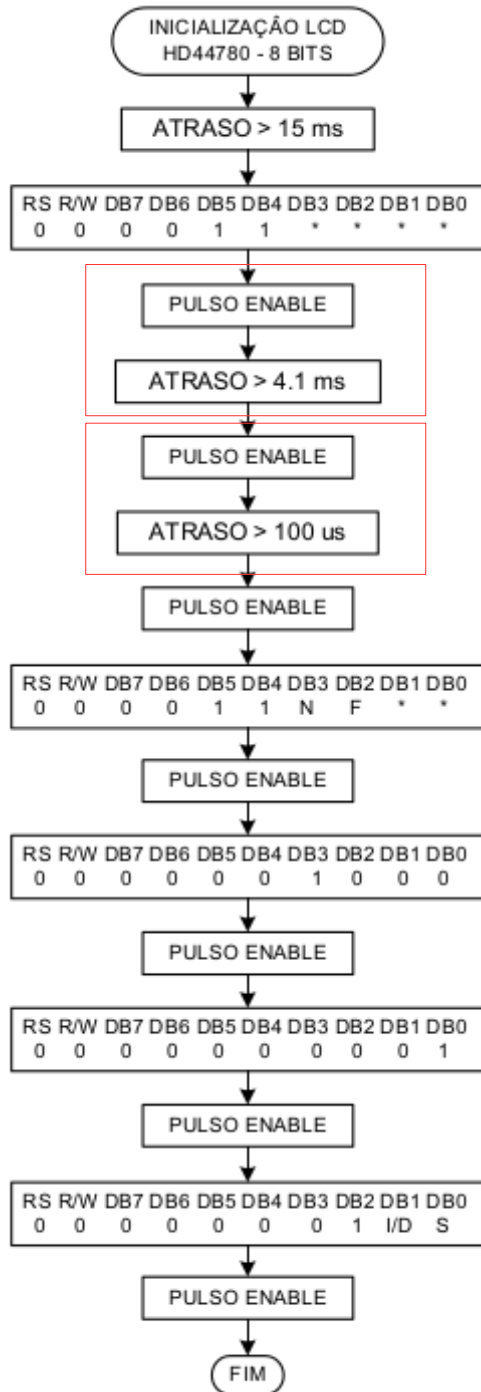 INICIALIZAÇÂO LCD
HD44780 - 8 BITS
ATRASO > 15 ms
RS R/W DB7 DB6 DB5 DB4 DB3 DB2 DB1 DB0
0 0 0 0 1 1 * * * *
PULSO ENABLE
ATRASO > 4.1 ms
PULSO ENABLE
ATRASO > 100 us
PULSO ENABLE
RS R/W DB7 DB6 DB5 DB4 DB3 DB2 DB1 DB0
0 0 0 0 1 1 N F * *
PULSO ENABLE
RS R/W DB7 DB6 DB5 DB4 DB3 DB2 DB1 DB0
0 0 0 0 0 0 1 0 0 0
PULSO ENABLE
RS R/W DB7 DB6 DB5 DB4 DB3 DB2 DB1 DB0
0 0 0 0 0 0 0 0 0 1
PULSO ENABLE
RS R/W DB7 DB6 DB5 DB4 DB3 DB2 DB1 DB0
0 0 0 0 0 0 0 1 I/D S
PULSO ENABLE
FIM